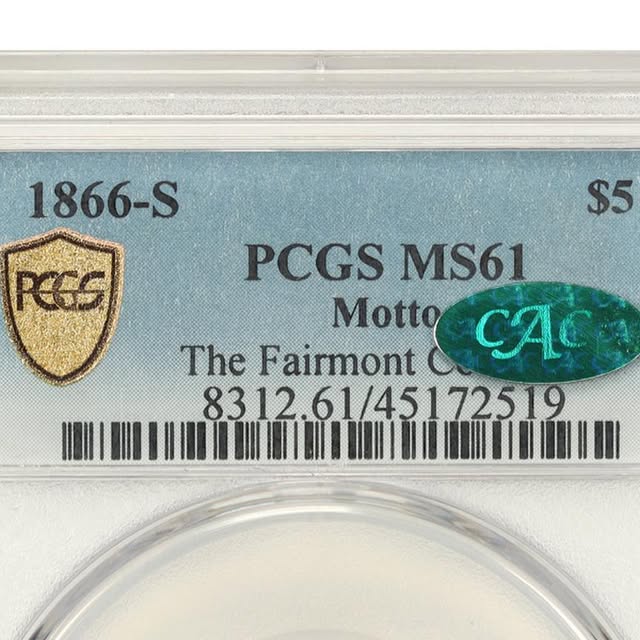 1866-S $5
PCGS PCGS MS61
Motto
CAC
The Fairmont
8312.61/45172519